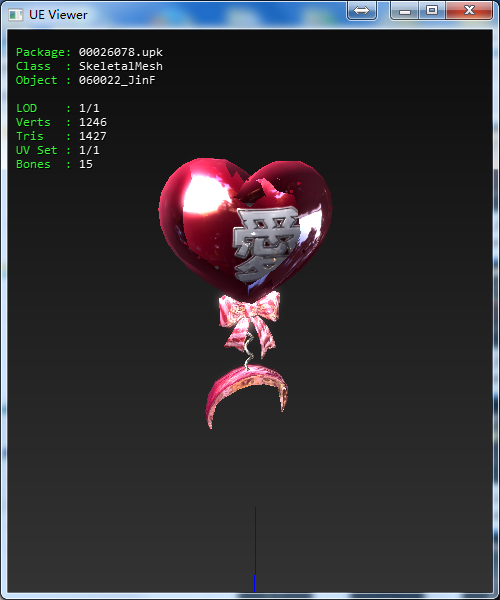 UE Viewer
Package: 00026078.upk
Class : SkeletalMesh
Object : 060022_JinF
LOD : 1/1
Verts : 1246
Tris : 1427
UV Set : 1/1
Bones : 15
愛